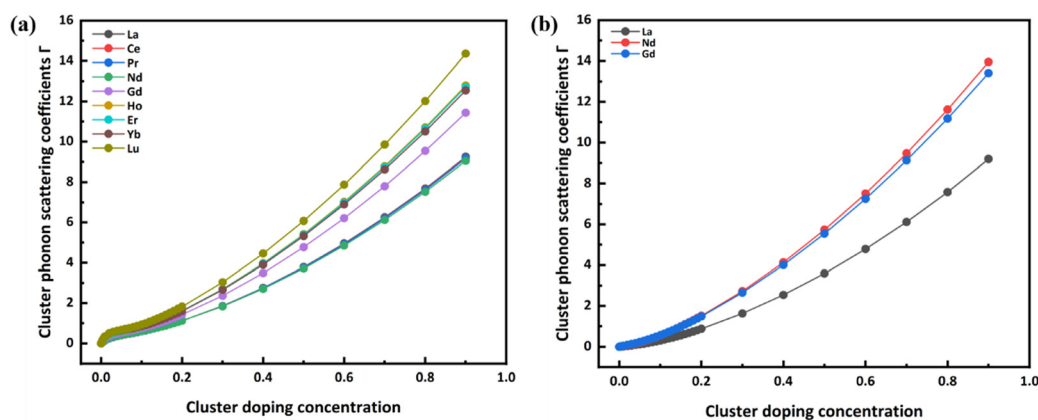 (a)
Cluster phonon scattering coefficients Γ
16
14
12
10
8
6
4
2
0
La
Ce
Pr
Nd
Gd
Ho
Er
Yb
Lu
0.0 0.2 0.4 0.6 0.8 1.0
Cluster doping concentration
(b)
Cluster phonon scattering coefficients Γ
16
14
12
10
8
6
4
2
0
La
Nd
Gd
0.0 0.2 0.4 0.6 0.8 1.0
Cluster doping concentration